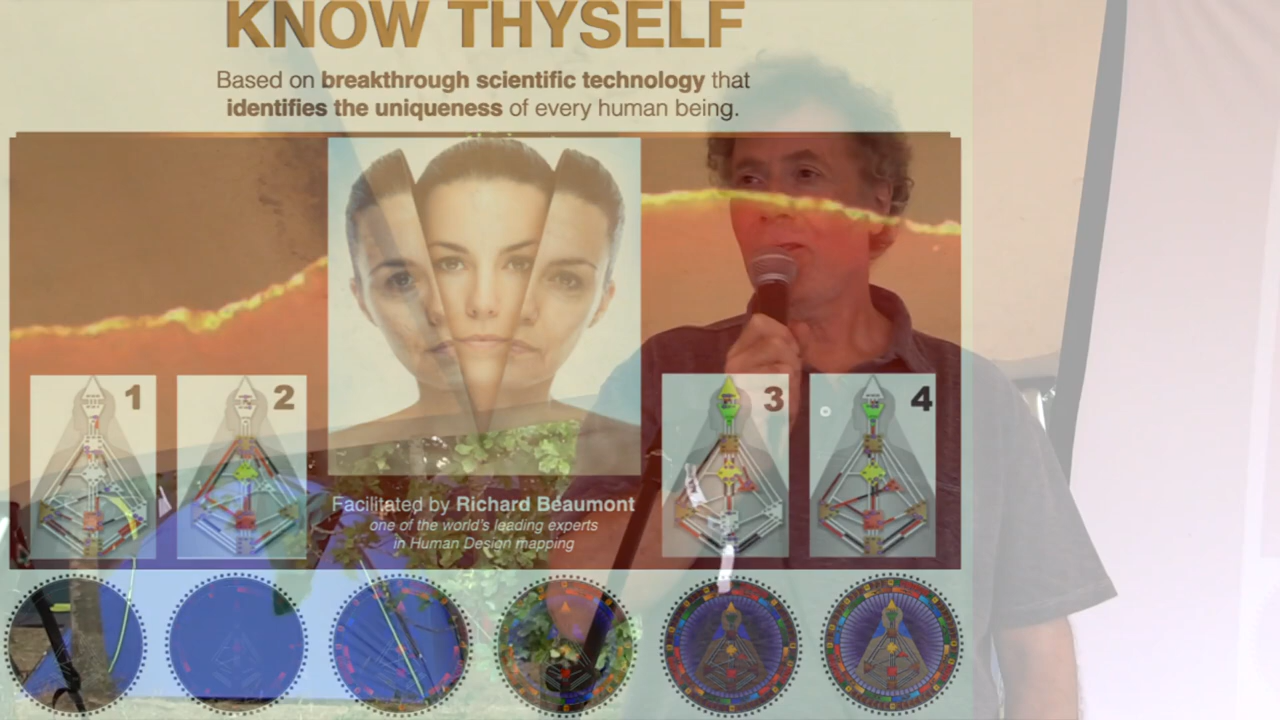 KNOW THYSELF
Based on breakthrough scientific technology that
identifies the uniqueness of every human being.
1
2
3
4
Facilitated by Richard Beaumont
one of the world's leading experts
in Human Design mapping